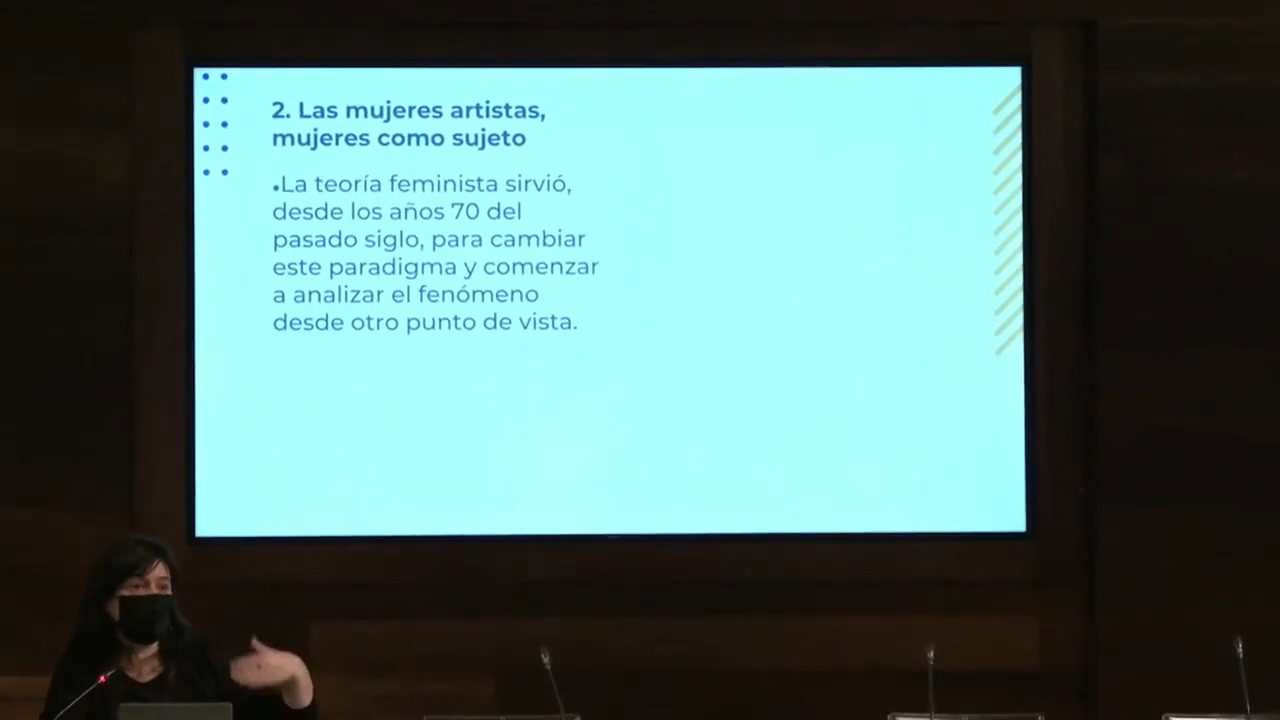 2. Las mujeres artistas,
mujeres como sujeto
•La teoría feminista sirvió,
desde los años 70 del
pasado siglo, para cambiar
este paradigma y comenzar
a analizar el fenómeno
desde otro punto de vista.